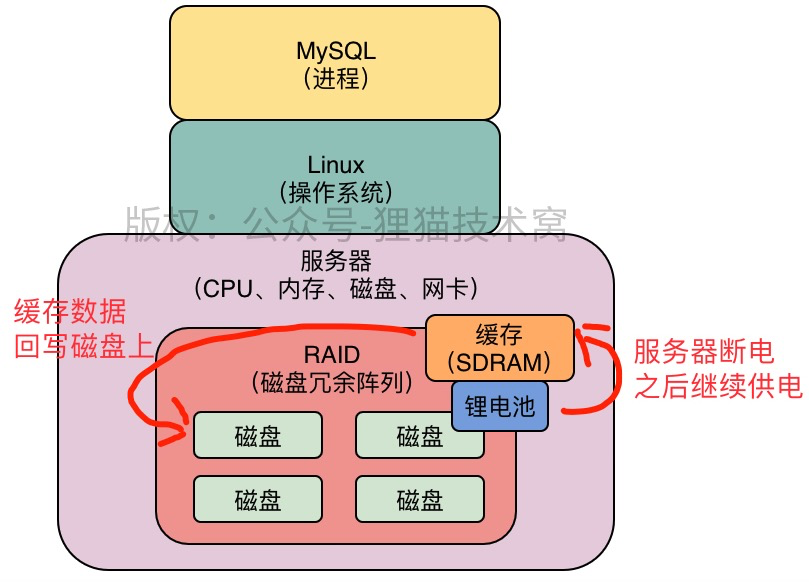 MySQL
（进程）
Linux
（操作系统）
版权：公众号-狸猫技术窝
服务器
（CPU、内存、磁盘、网卡）
缓存数据
回写磁盘上
缓存
（SDRAM）
RAID
（磁盘冗余阵列）
服务器断电
之后继续供电
锂电池
磁盘
磁盘
磁盘
磁盘